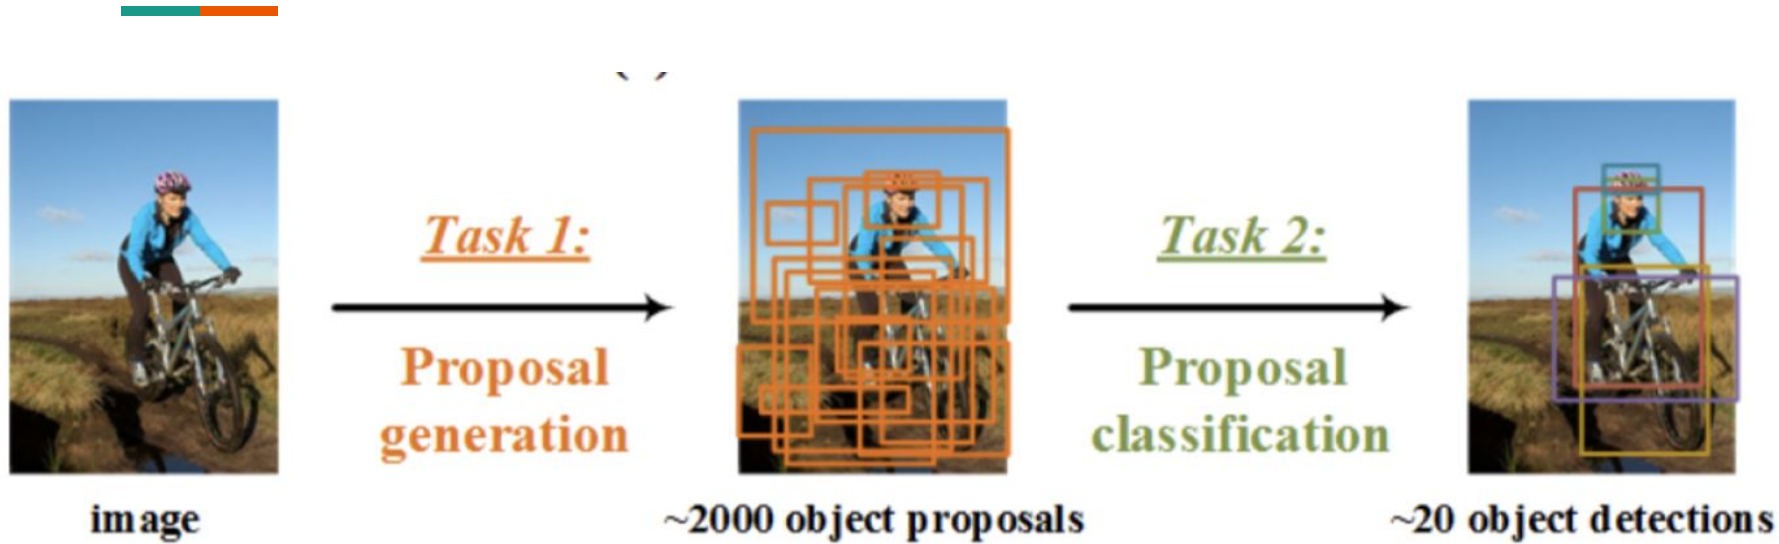 Task 1:
Proposal
generation
Task 2:
Proposal
classification
image
~2000 object proposals
~20 object detections